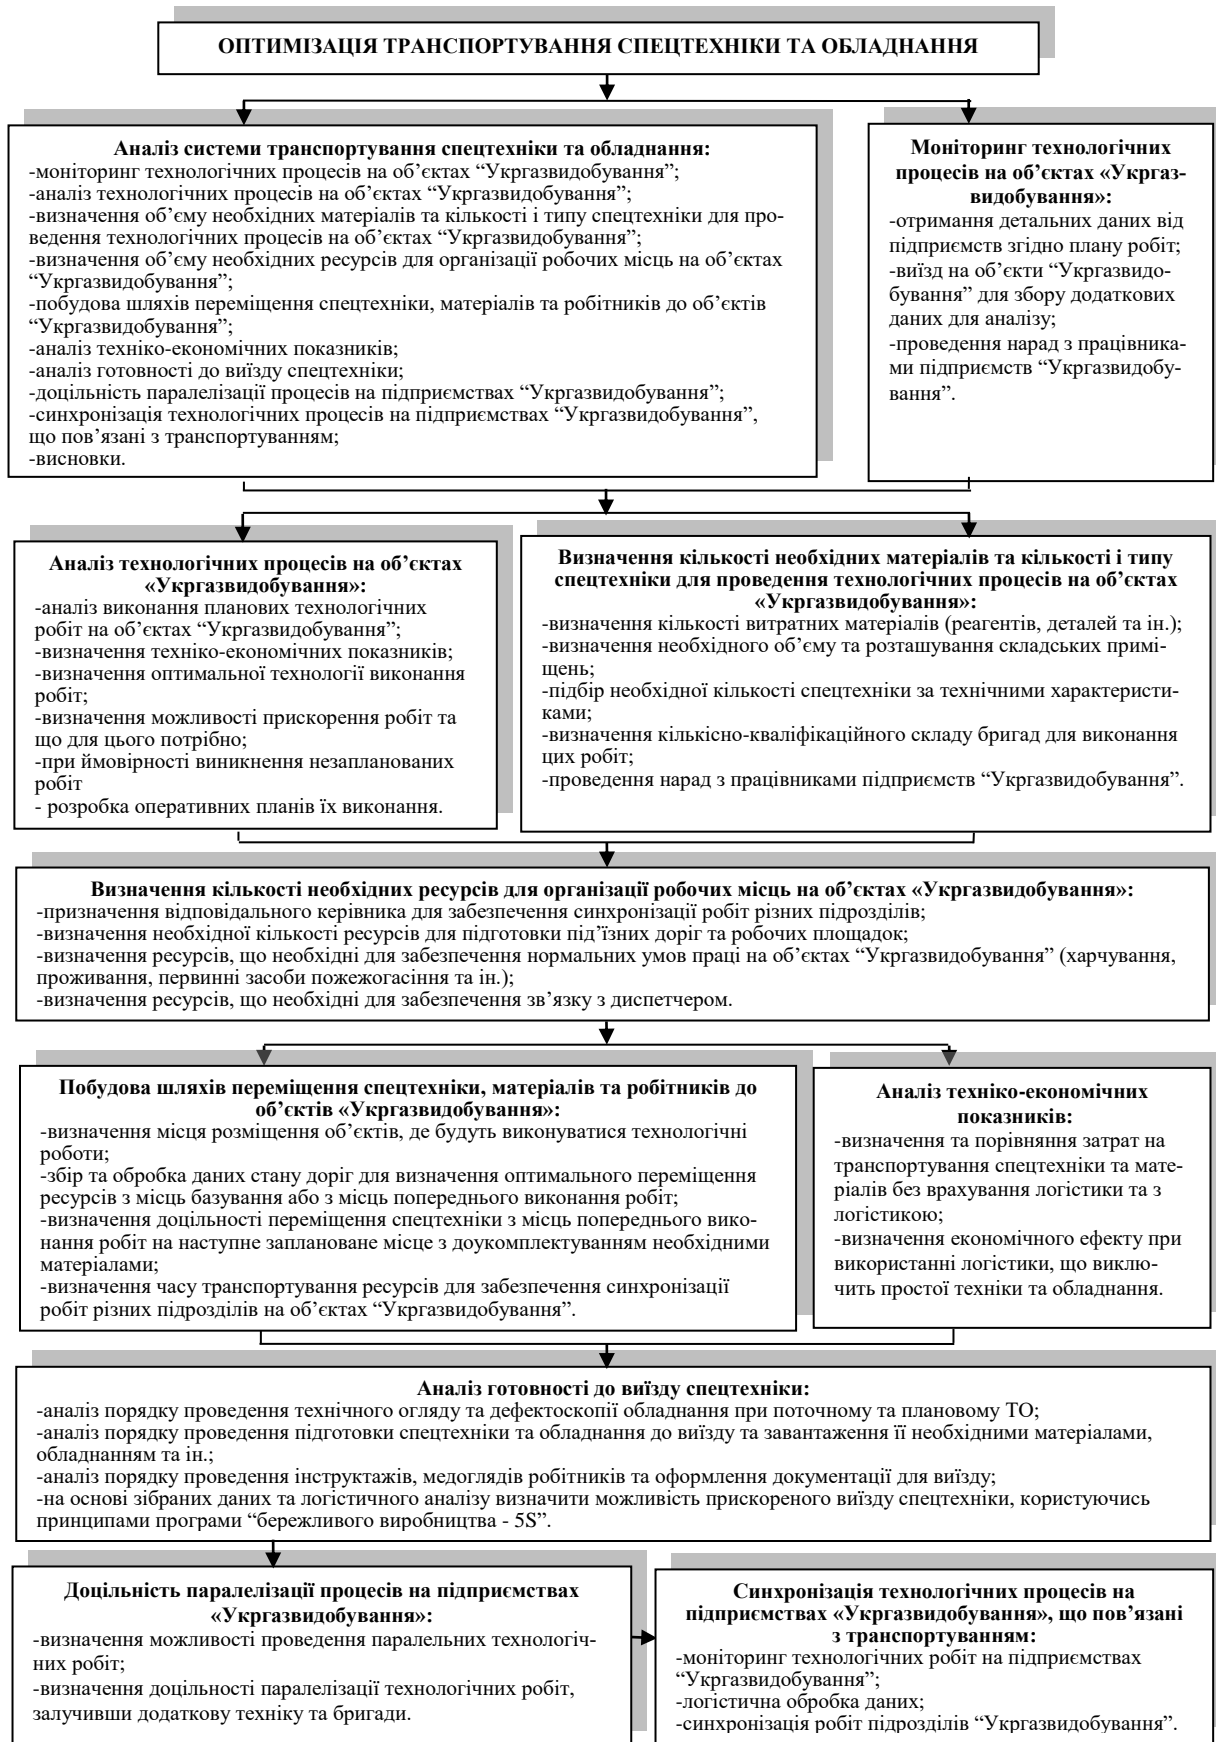 ОПТИМІЗАЦІЯ ТРАНСПОРТУВАННЯ СПЕЦТЕХНІКИ ТА ОБЛАДНАННЯ
Аналіз системи транспортування спецтехніки та обладнання:
-моніторинг технологічних процесів на об’єктах “Укргазвидобування”;
-аналіз технологічних процесів на об’єктах “Укргазвидобування”;
-визначення об’єму необхідних матеріалів та кількості і типу спецтехніки для про-
ведення технологічних процесів на об’єктах “Укргазвидобування”;
-визначення об’єму необхідних ресурсів для організації робочих місць на об’єктах
“Укргазвидобування”;
-побудова шляхів переміщення спецтехніки, матеріалів та робітників до об’єктів
“Укргазвидобування”;
-аналіз техніко-економічних показників;
-аналіз готовності до виїзду спецтехніки;
-доцільність паралелізації процесів на підприємствах “Укргазвидобування”;
-синхронізація технологічних процесів на підприємствах “Укргазвидобування”,
що пов’язані з транспортуванням;
-висновки.
Моніторинг технологічних
процесів на об’єктах «Укргаз-
видобування»:
-отримання детальних даних від
підприємств згідно плану робіт;
-виїзд на об’єкти “Укргазвидо-
бування” для збору додаткових
даних для аналізу;
-проведення нарад з працівника-
ми підприємств “Укргазвидобу-
вання”.
Аналіз технологічних процесів на об’єктах
«Укргазвидобування»:
-аналіз виконання планових технологічних
робіт на об’єктах “Укргазвидобування”;
-визначення техніко-економічних показників;
-визначення оптимальної технології виконання
робіт;
-визначення можливості прискорення робіт та
що для цього потрібно;
-при ймовірності виникнення незапланованих
робіт
- розробка оперативних планів їх виконання.
Визначення кількості необхідних матеріалів та кількості і типу
спецтехніки для проведення технологічних процесів на об’єктах
«Укргазвидобування»:
-визначення кількості витратних матеріалів (реагентів, деталей та ін.);
-визначення необхідного об’єму та розташування складських примі-
щень;
-підбір необхідної кількості спецтехніки за технічними характеристи-
ками;
-визначення кількісно-кваліфікаційного складу бригад для виконання
цих робіт;
-проведення нарад з працівниками підприємств “Укргазвидобування”.
Визначення кількості необхідних ресурсів для організації робочих місць на об’єктах «Укргазвидобування»:
-призначення відповідального керівника для забезпечення синхронізації робіт різних підрозділів;
-визначення необхідної кількості ресурсів для підготовки під’їзних доріг та робочих площадок;
-визначення ресурсів, що необхідні для забезпечення нормальних умов праці на об’єктах “Укргазвидобування” (харчування,
проживання, первинні засоби пожежогасіння та ін.);
-визначення ресурсів, що необхідні для забезпечення зв’язку з диспетчером.
Побудова шляхів переміщення спецтехніки, матеріалів та робітників до
об’єктів «Укргазвидобування»:
-визначення місця розміщення об’єктів, де будуть виконуватися технологічні
роботи;
-збір та обробка даних стану доріг для визначення оптимального переміщення
ресурсів з місць базування або з місць попереднього виконання робіт;
-визначення доцільності переміщення спецтехніки з місць попереднього вико-
нання робіт на наступне заплановане місце з доукомплектуванням необхідними
матеріалами;
-визначення часу транспортування ресурсів для забезпечення синхронізації
робіт різних підрозділів на об’єктах “Укргазвидобування”.
Аналіз техніко-економічних
показників:
-визначення та порівняння затрат на
транспортування спецтехніки та мате-
ріалів без врахування логістики та з
логістикою;
-визначення економічного ефекту при
використанні логістики, що виклю-
чить простої техніки та обладнання.
Аналіз готовності до виїзду спецтехніки:
-аналіз порядку проведення технічного огляду та дефектоскопії обладнання при поточному та плановому ТО;
-аналіз порядку проведення підготовки спецтехніки та обладнання до виїзду та завантаження її необхідними матеріалами,
обладнанням та ін.;
-аналіз порядку проведення інструктажів, медоглядів робітників та оформлення документації для виїзду;
-на основі зібраних даних та логістичного аналізу визначити можливість прискореного виїзду спецтехніки, користуючись
принципами програми “бережливого виробництва - 5S”.
Доцільність паралелізації процесів на підприємствах
«Укргазвидобування»:
-визначення можливості проведення паралельних технологіч-
них робіт;
-визначення доцільності паралелізації технологічних робіт,
залучивши додаткову техніку та бригади.
Синхронізація технологічних процесів на
підприємствах «Укргазвидобування», що пов’язані
з транспортуванням:
-моніторинг технологічних робіт на підприємствах
“Укргазвидобування”;
-логістична обробка даних;
-синхронізація робіт підрозділів “Укргазвидобування”.